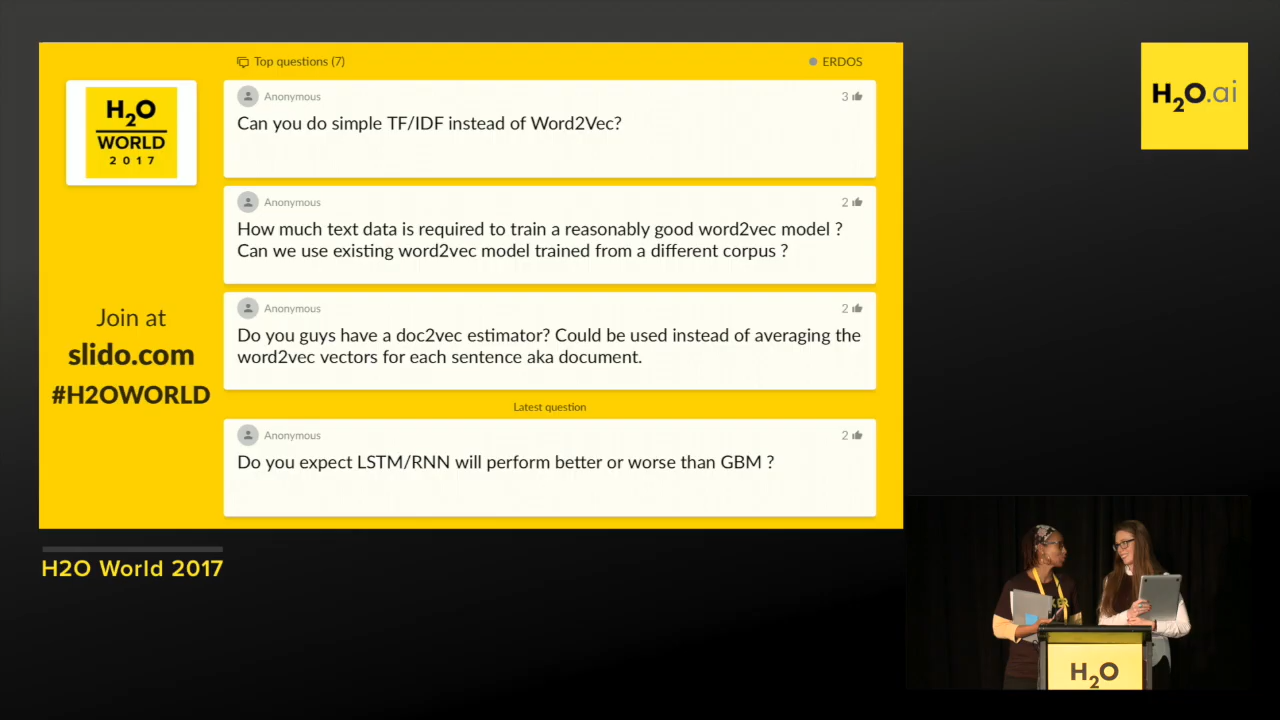 Top questions (7)
ERDOS
H2O
WORLD
2017
Anonymous
3
Can you do simple TF/IDF instead of Word2Vec?
Anonymous
2
How much text data is required to train a reasonably good word2vec model ?
Can we use existing word2vec model trained from a different corpus ?
Anonymous
2
Do you guys have a doc2vec estimator? Could be used instead of averaging the
word2vec vectors for each sentence aka document.
Latest question
Anonymous
2
Do you expect LSTM/RNN will perform better or worse than GBM ?
Join at
slido.com
#H2OWORLD
H2O World 2017
H2O.ai
H2O